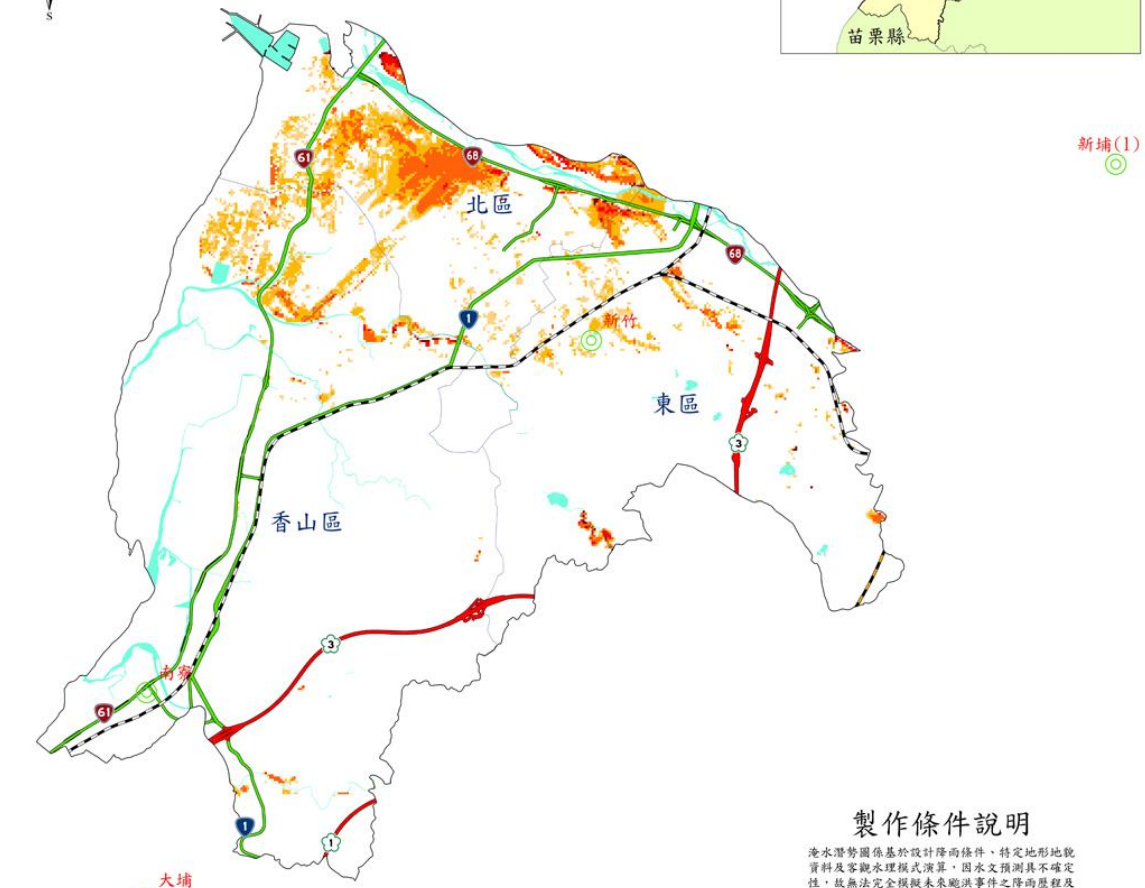 S
苗栗縣
新埔(1)
61
68
北區
68
1
新竹
東區
3
香山區
3
南寮
61
製作條件說明
1
1
淹水潛勢圖係基於設計降雨條件、特定地形地貌
資料及客觀水理模式演算,因水文預測具不確定
大埔
性,故無法完全模擬未來颱洪事件之降雨歷程及